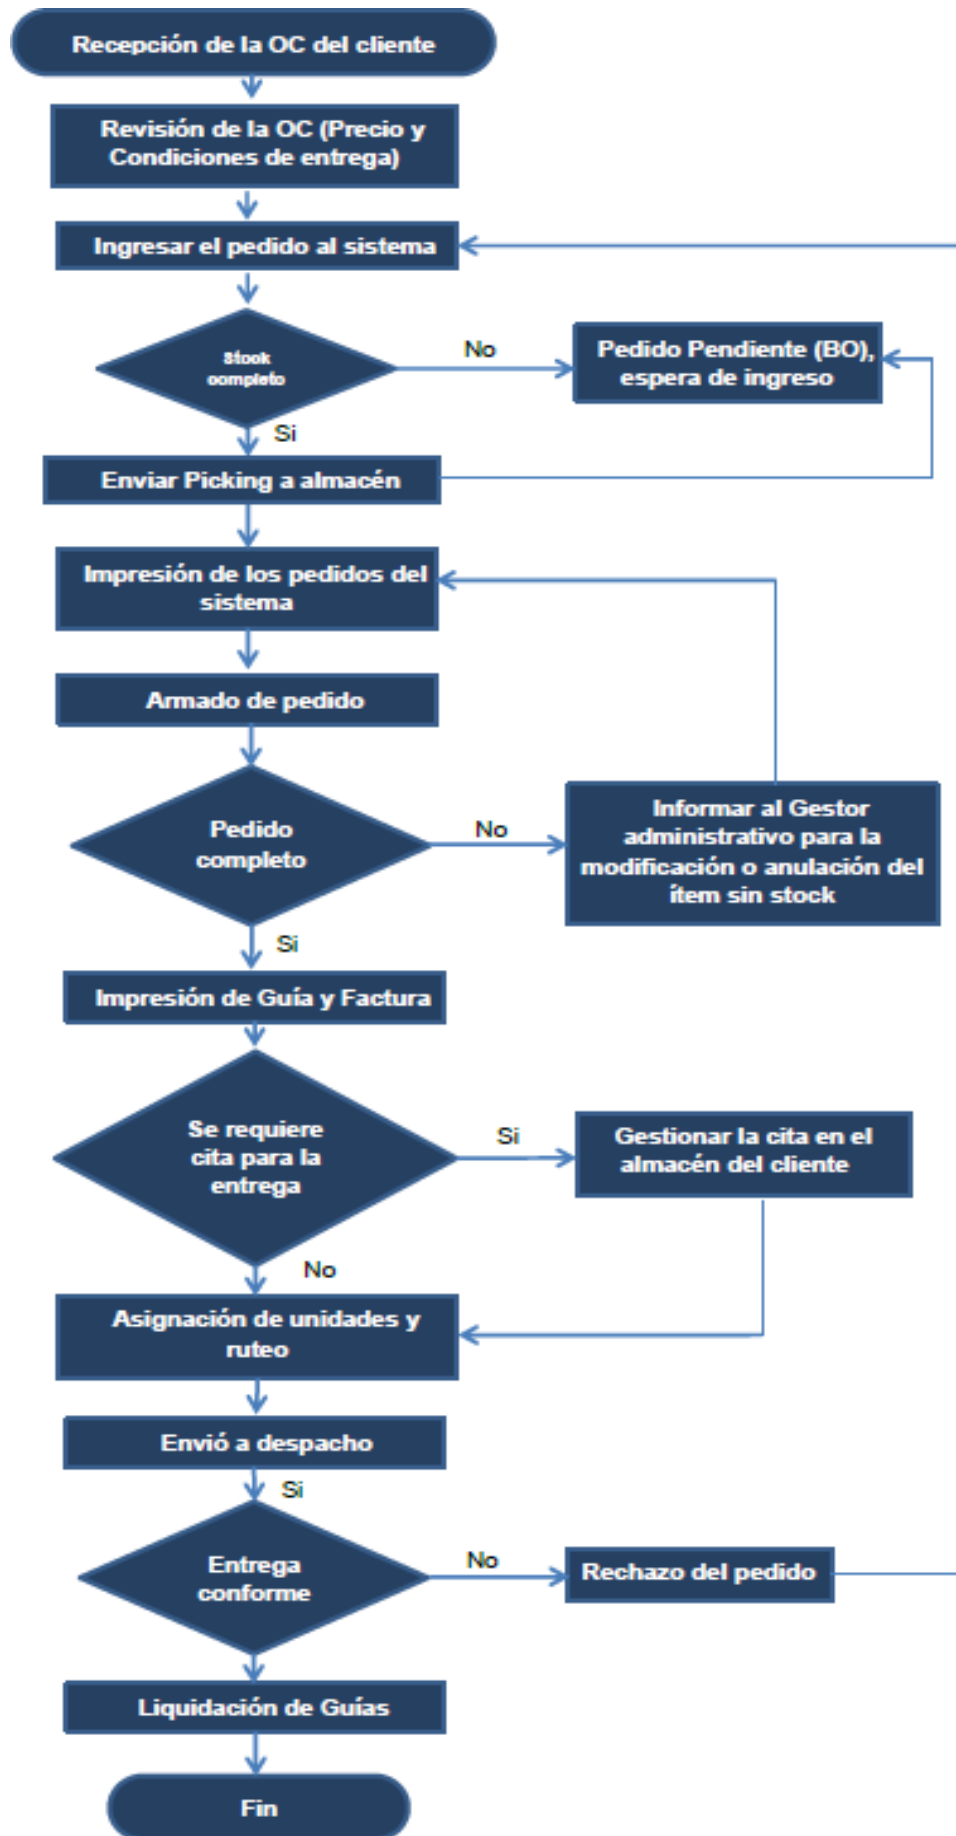 Recepción de la OC del cliente
Revisión de la OC (Precio y
Condiciones de entrega)
Ingresar el pedido al sistema
Stook
completo
No
Pedido Pendiente (BO),
espera de ingreso
Si
Enviar Picking a almacén
Impresión de los pedidos del
sistema
Armado de pedido
Pedido
completo
No
Informar al Gestor
administrativo para la
modificación o anulación del
ítem sin stock
Si
Impresión de Guía y Factura
Se requiere
cita para la
entrega
Si
Gestionar la cita en el
almacén del cliente
No
Asignación de unidades y
ruteo
Envió a despacho
Si
Entrega
conforme
No
Rechazo del pedido
Liquidación de Guías
Fin